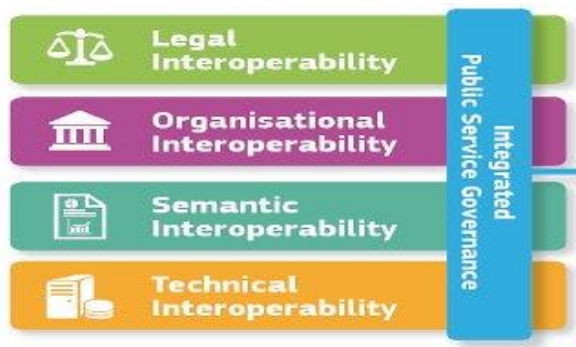 Legal
Interoperability
Organisational
Interoperability
Semantic
Interoperability
Technical
Interoperability
Integrated
Public Service Governance